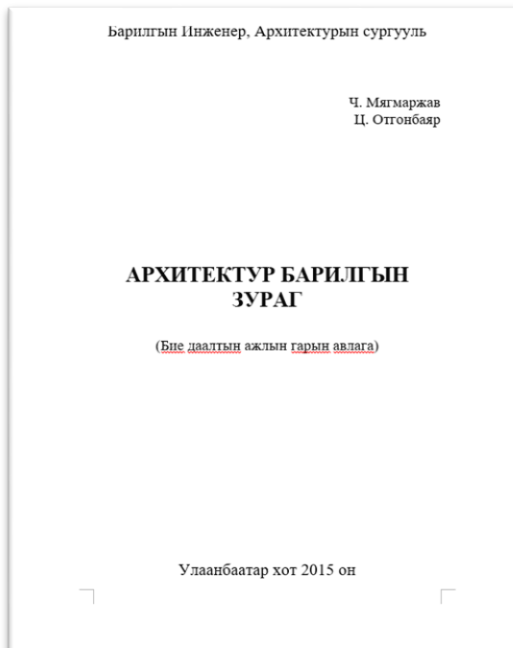 Барилгын Инженер, Архитектурын сургууль
Ч. Мягмаржав
Ц. Отгонбаяр
АРХИТЕКТУР БАРИЛГЫН
ЗУРАГ
(Бие даалтын ажлын гарын авлага)
Улаанбаатар хот 2015 он